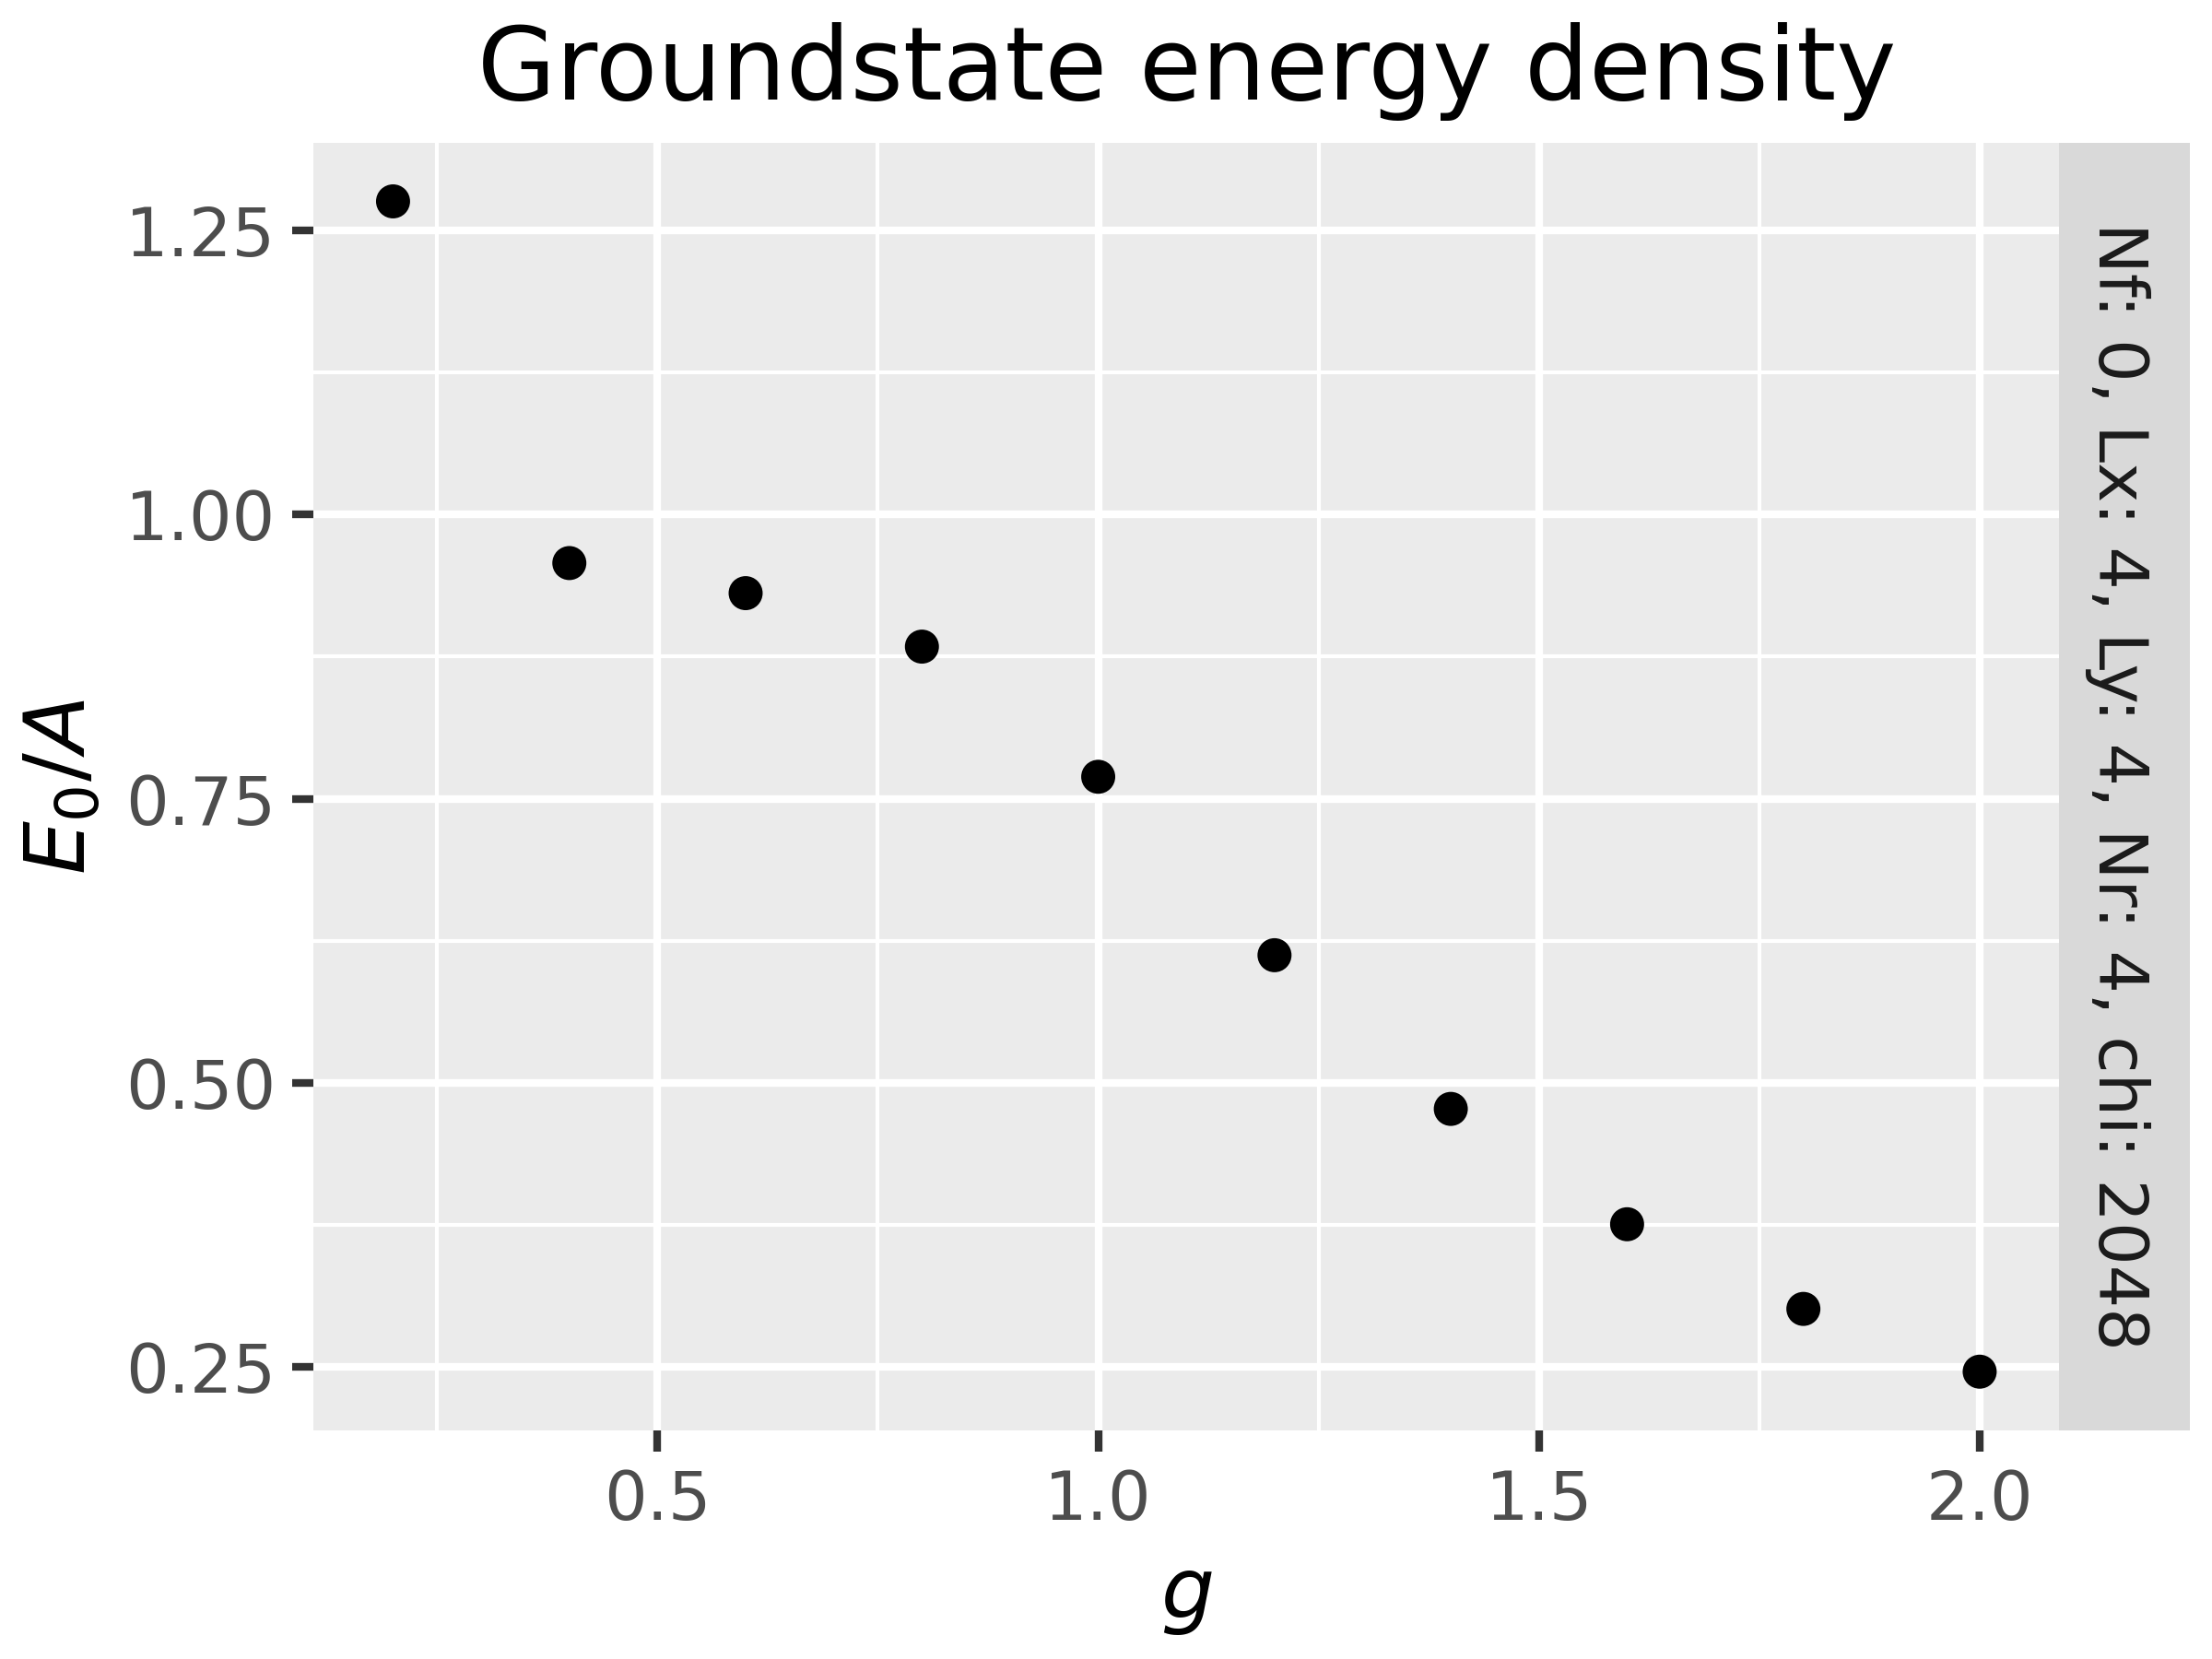 Groundstate energy density
1.25
1.00
0.75
0.50
0.25
E₀/A
0.5
1.0
1.5
2.0
g
Nf: 0, Lx: 4, Ly: 4, Nr: 4, chi: 2048